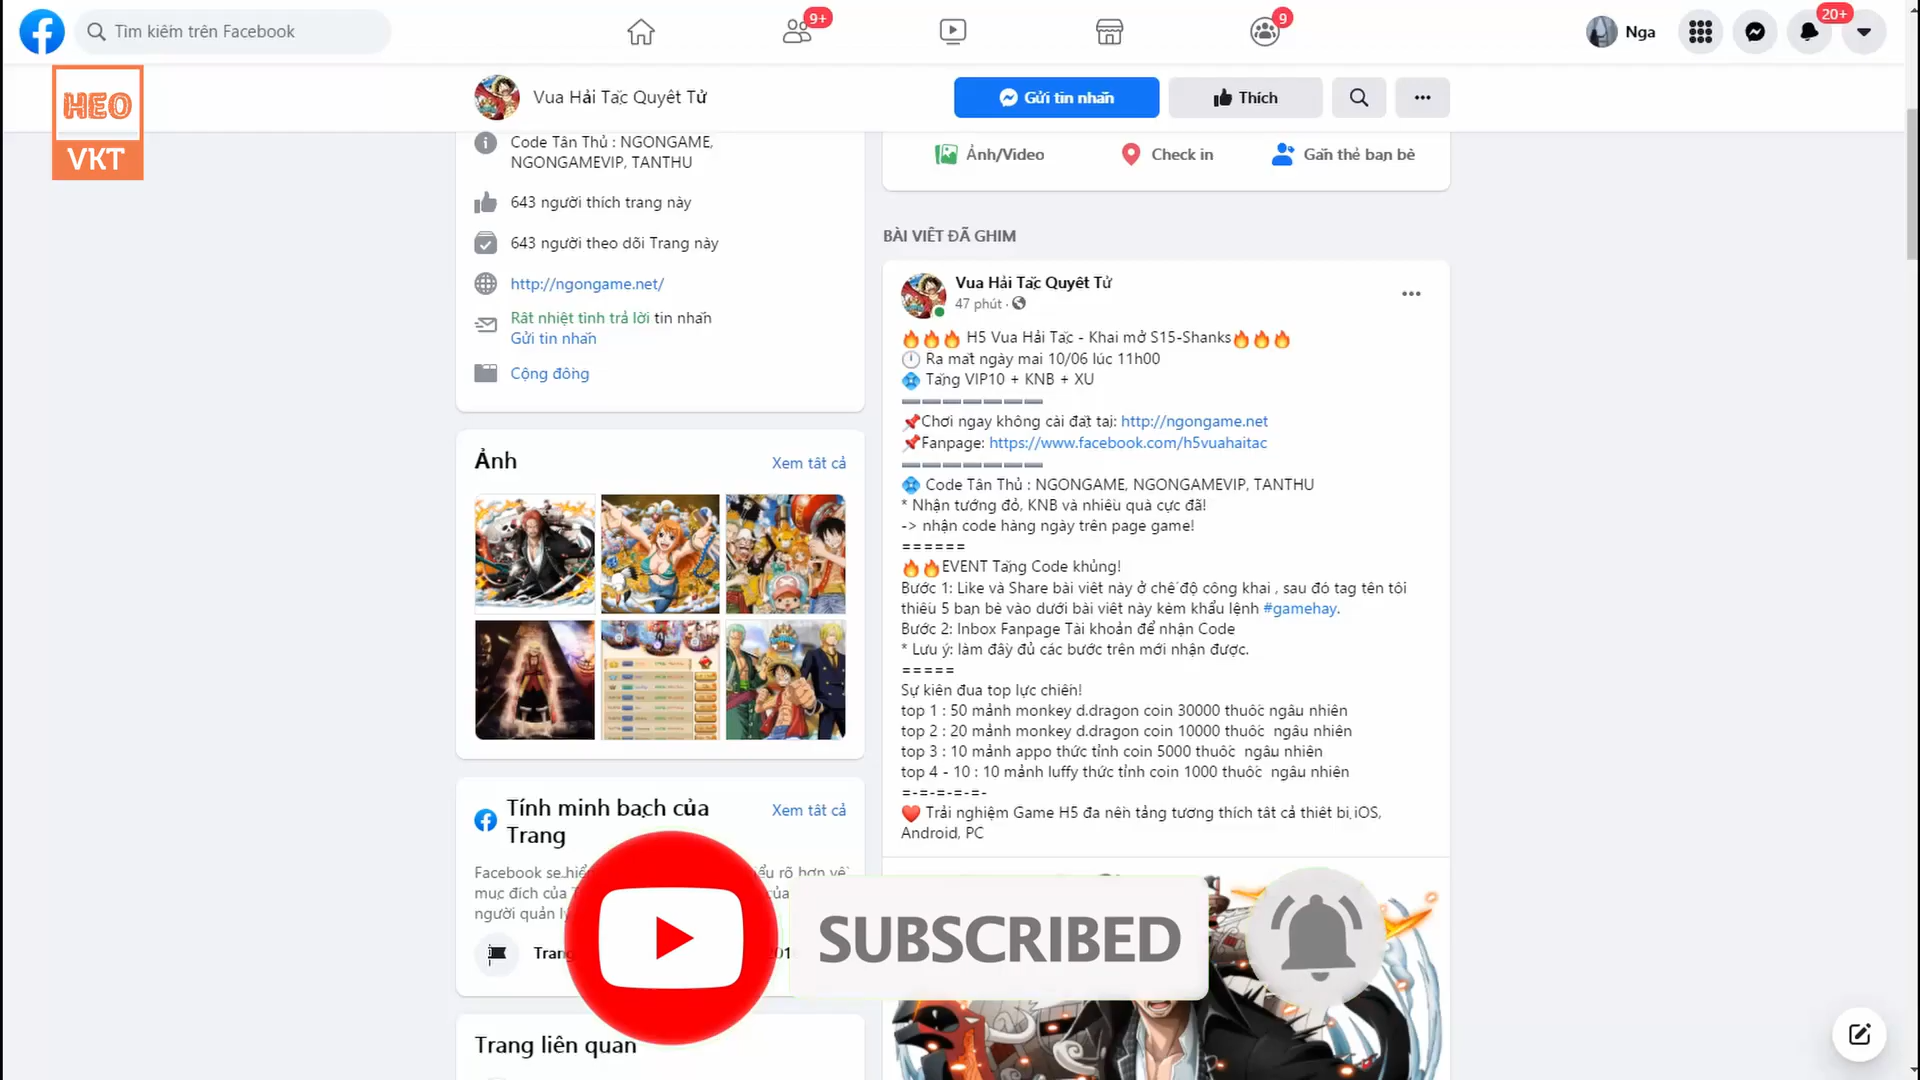 Tìm kiếm trên Facebook
9+
9
Nga
20+
HEO
VKT
Vua Hải Tặc Quyết Tử
Gửi tin nhắn
Thích
Code Tân Thủ : NGONGAME,
NGONGAMEVIP, TANTHU
643 người thích trang này
643 người theo dõi Trang này
http://ngongame.net/
Rất nhiệt tình trả lời tin nhắn
Gửi tin nhắn
Cộng đồng
Ảnh
Xem tất cả
Tính minh bạch của
Trang
Xem tất cả
Facebook sẽ
mục đích của
người quản lý
Trang liên quan
Ảnh/Video
Check in
Gắn thẻ bạn bè
BÀI VIẾT ĐÃ GHIM
Vua Hải Tặc Quyết Tử
47 phút ·
🔥🔥🔥 H5 Vua Hải Tặc - Khai mở S15-Shanks🔥🔥🔥
🕛 Ra mắt ngày mai 10/06 lúc 11h00
💠 Tặng VIP10 + KNB + XU
➖➖➖➖➖➖➖
📌Chơi ngay không cài đặt tại: http://ngongame.net
📌Fanpage: https://www.facebook.com/h5vuahaitac
➖➖➖➖➖➖➖
💠 Code Tân Thủ : NGONGAME, NGONGAMEVIP, TANTHU
* Nhận tướng đỏ, KNB và nhiều quà cực đã!
-> nhận code hàng ngày trên page game!
======
🔥🔥EVENT Tặng Code khủng!
Bước 1: Like và Share bài viết này ở chế độ công khai , sau đó tag tên tối
thiểu 5 bạn bè vào dưới bài viết này kèm khẩu lệnh #gamehay.
Bước 2: Inbox Fanpage Tài khoản để nhận Code
* Lưu ý: làm đầy đủ các bước trên mới nhận được.
=====
Sự kiện đua top lực chiến!
top 1 : 50 mảnh monkey d.dragon coin 30000 thuốc ngẫu nhiên
top 2 : 20 mảnh monkey d.dragon coin 10000 thuốc  ngẫu nhiên
top 3 : 10 mảnh appo thức tỉnh coin 5000 thuốc  ngẫu nhiên
top 4 - 10 : 10 mảnh luffy thức tỉnh coin 1000 thuốc  ngẫu nhiên
=-=-=-=-=-
❤️ Trải nghiệm Game H5 đa nền tảng tương thích tất cả thiết bị iOS,
Android, PC
SUBSCRIBED